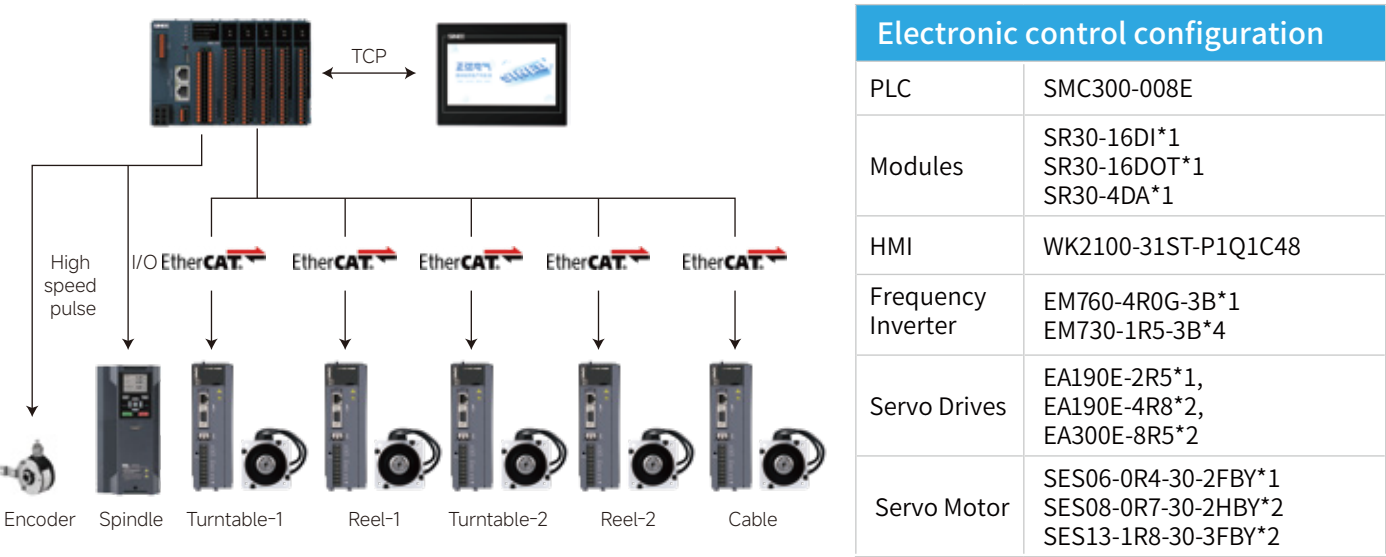 TCP
High
speed
pulse
I/O
EtherCAT.
EtherCAT.
EtherCAT.
EtherCAT.
EtherCAT.
Encoder
Spindle
Turntable-1
Reel-1
Turntable-2
Reel-2
Cable
Electronic control configuration
PLC
SMC300-008E
Modules
SR30-16DI*1
SR30-16DOT*1
SR30-4DA*1
HMI
WK2100-31ST-P1Q1C48
Frequency
Inverter
EM760-4R0G-3B*1
EM730-1R5-3B*4
Servo Drives
EA190E-2R5*1,
EA190E-4R8*2,
EA300E-8R5*2
Servo Motor
SES06-0R4-30-2FBY*1
SES08-0R7-30-2HBY*2
SES13-1R8-30-3FBY*2